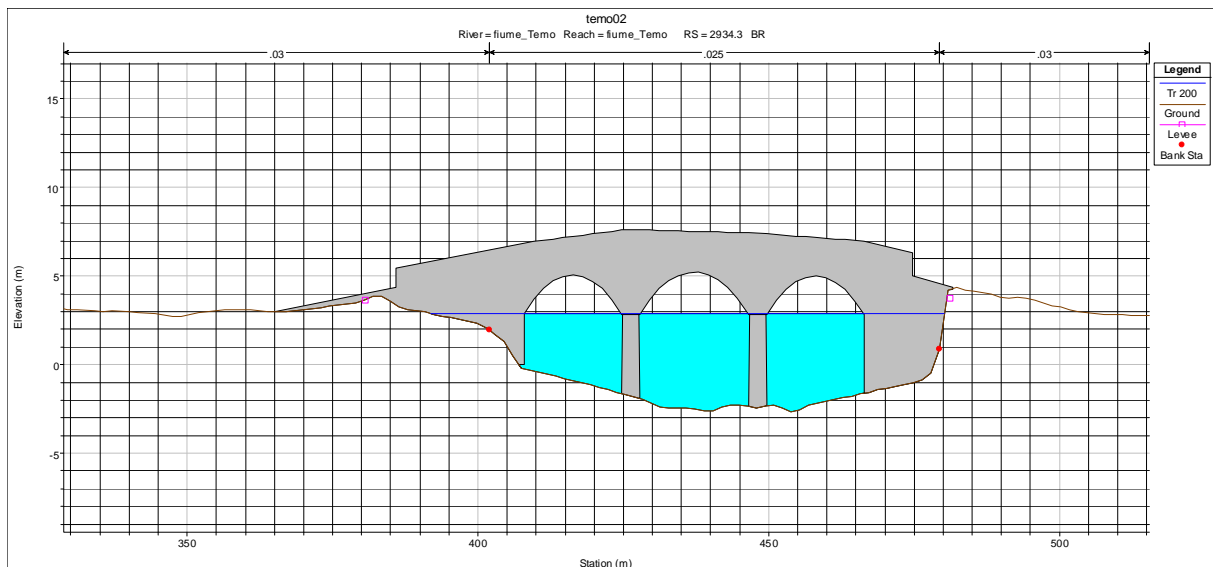 temo02
River = fiume_Temo Reach = fiume_Temo RS = 2934.3 BR
.03 .025 .03
Legend
Tr 200
Ground
Levee
Bank Sta
15
10
5
0
-5
Elevation (m)
350 400 450 500
Station (m)